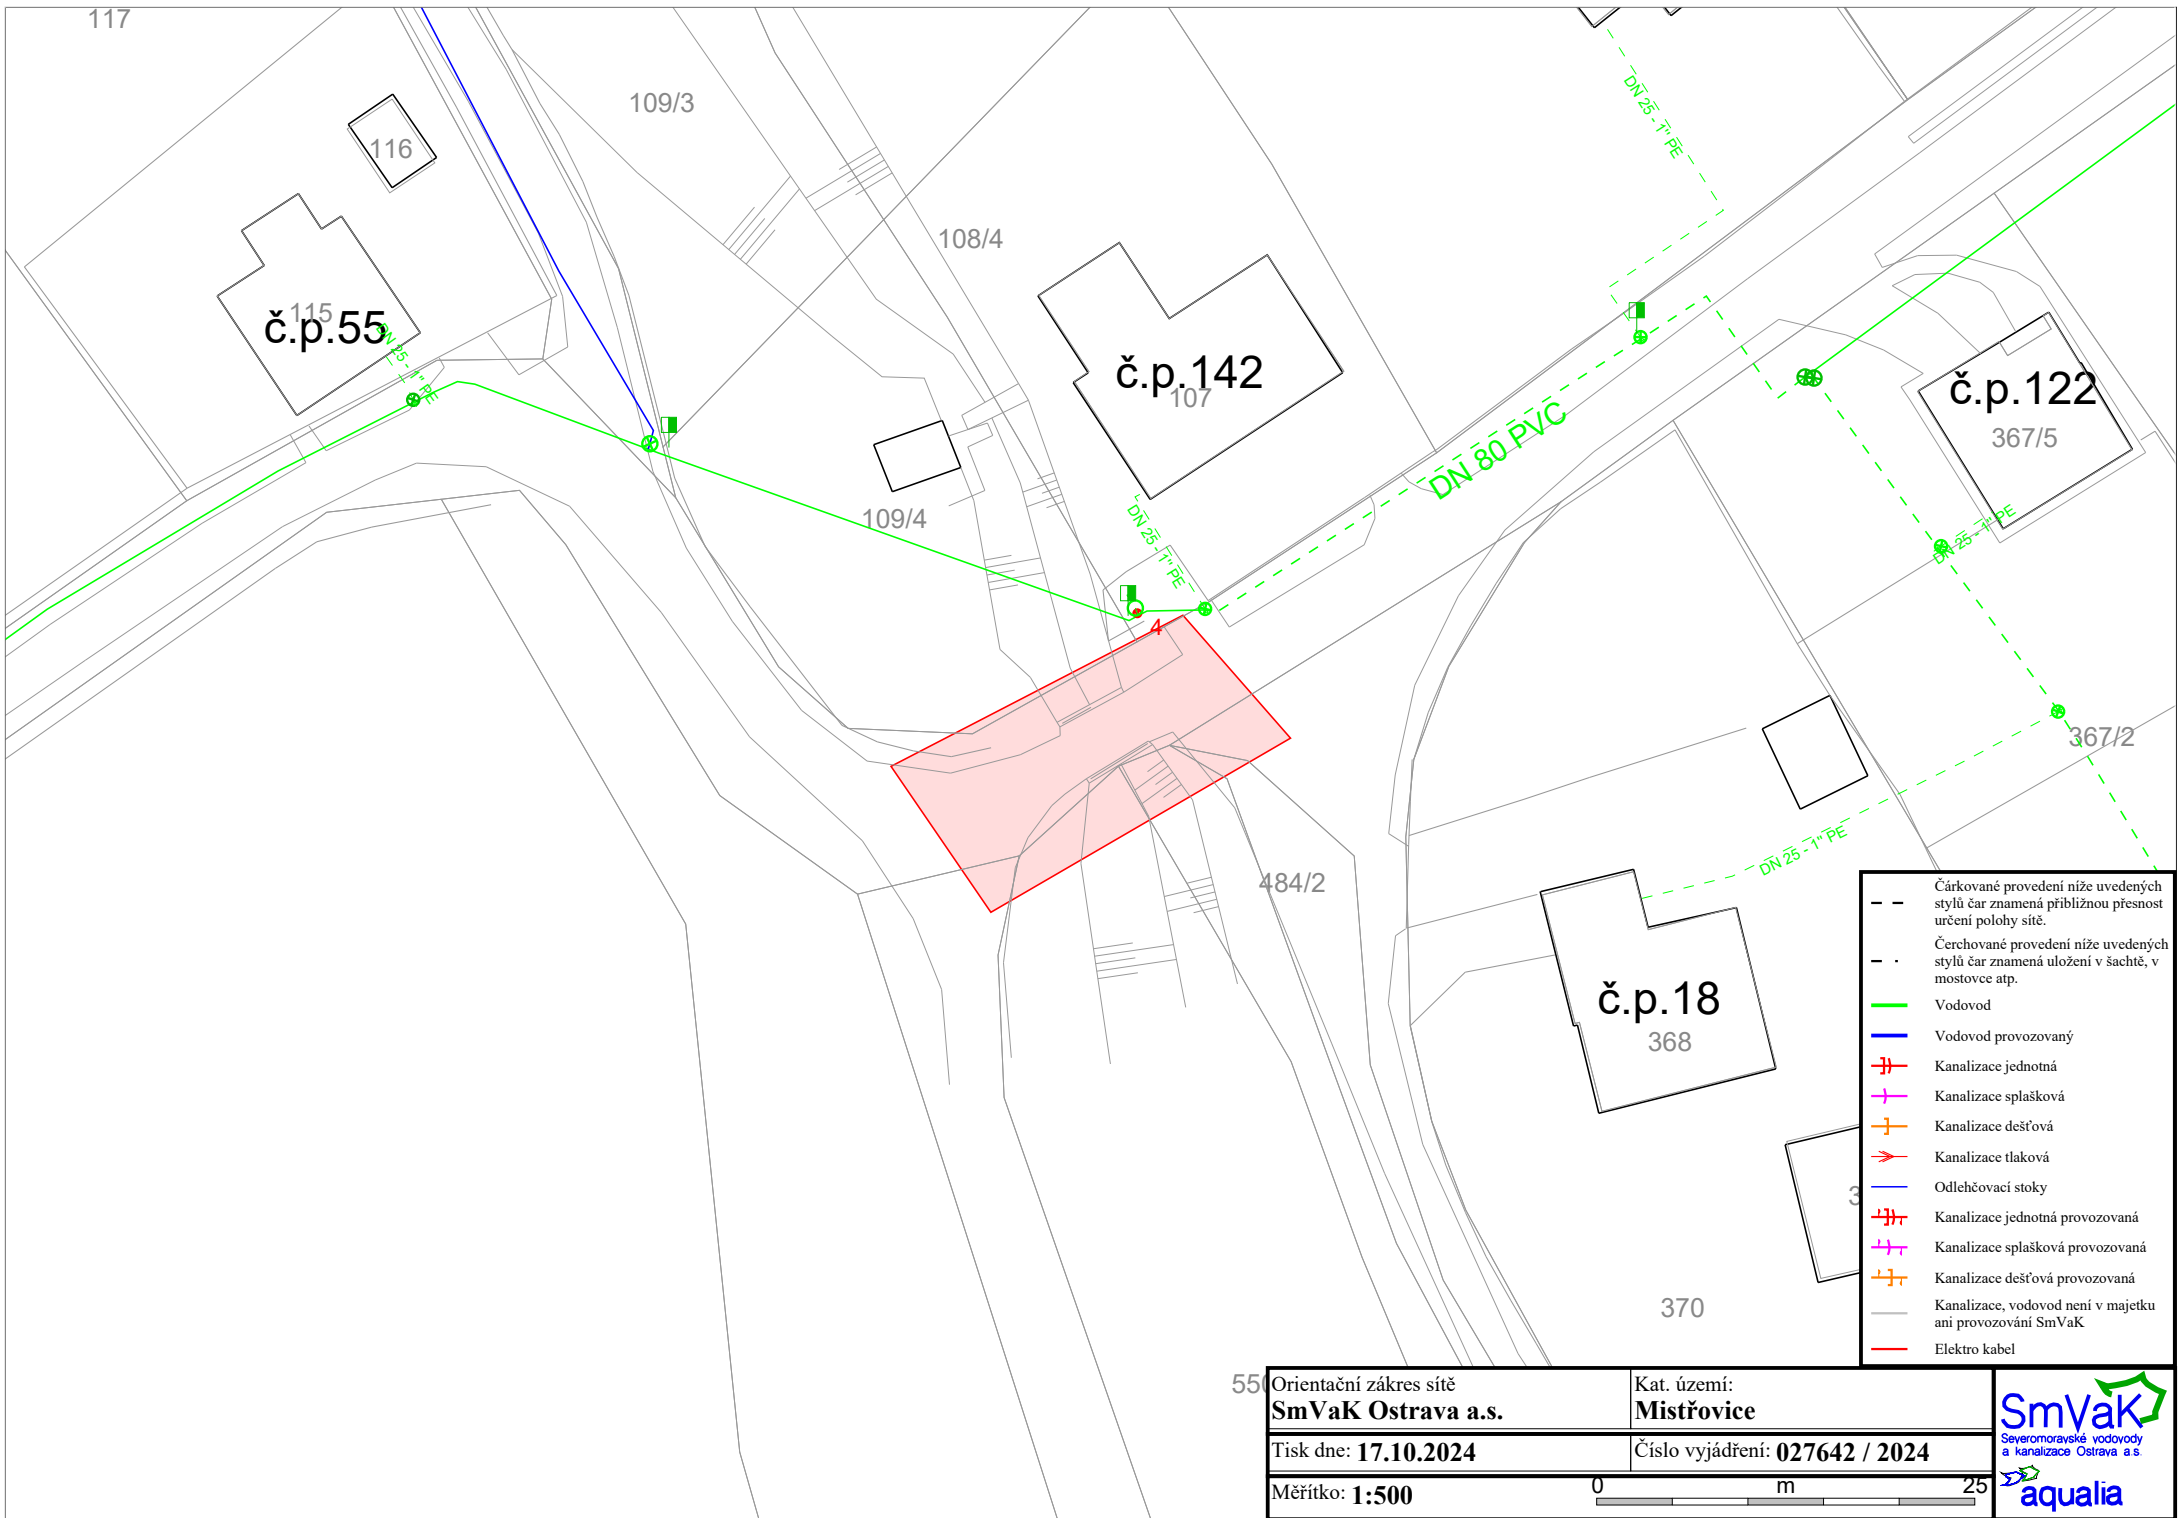 117
109/3
116
DN 25 - 1" PE
108/4
115
č.p.55
DN 25 - 1" PE
č.p.142
107
č.p.122
367/5
DN 80 PVC
109/4
DN 25 - 1" PE
DN 25 - 1" PE
4
367/2
DN 25 - 1" PE
484/2
č.p.18
368
370
Čárkované provedení níže uvedených
stylů čar znamená přibližnou přesnost
určení polohy sítě.
Čerchované provedení níže uvedených
stylů čar znamená uložení v šachtě, v
mostovce atp.
Vodovod
Vodovod provozovaný
Kanalizace jednotná
Kanalizace splašková
Kanalizace dešťová
Kanalizace tlaková
Odlehčovací stoky
Kanalizace jednotná provozovaná
Kanalizace splašková provozovaná
Kanalizace dešťová provozovaná
Kanalizace, vodovod není v majetku
ani provozování SmVaK
Elektro kabel
Orientační zákres sítě
SmVaK Ostrava a.s.
Kat. území:
Mistřovice
Tisk dne: 17.10.2024
Číslo vyjádření: 027642 / 2024
Měřítko: 1:500
0 m 25
SmVaK
Severomoravské vodovody
a kanalizace Ostrava a.s.
aqualia